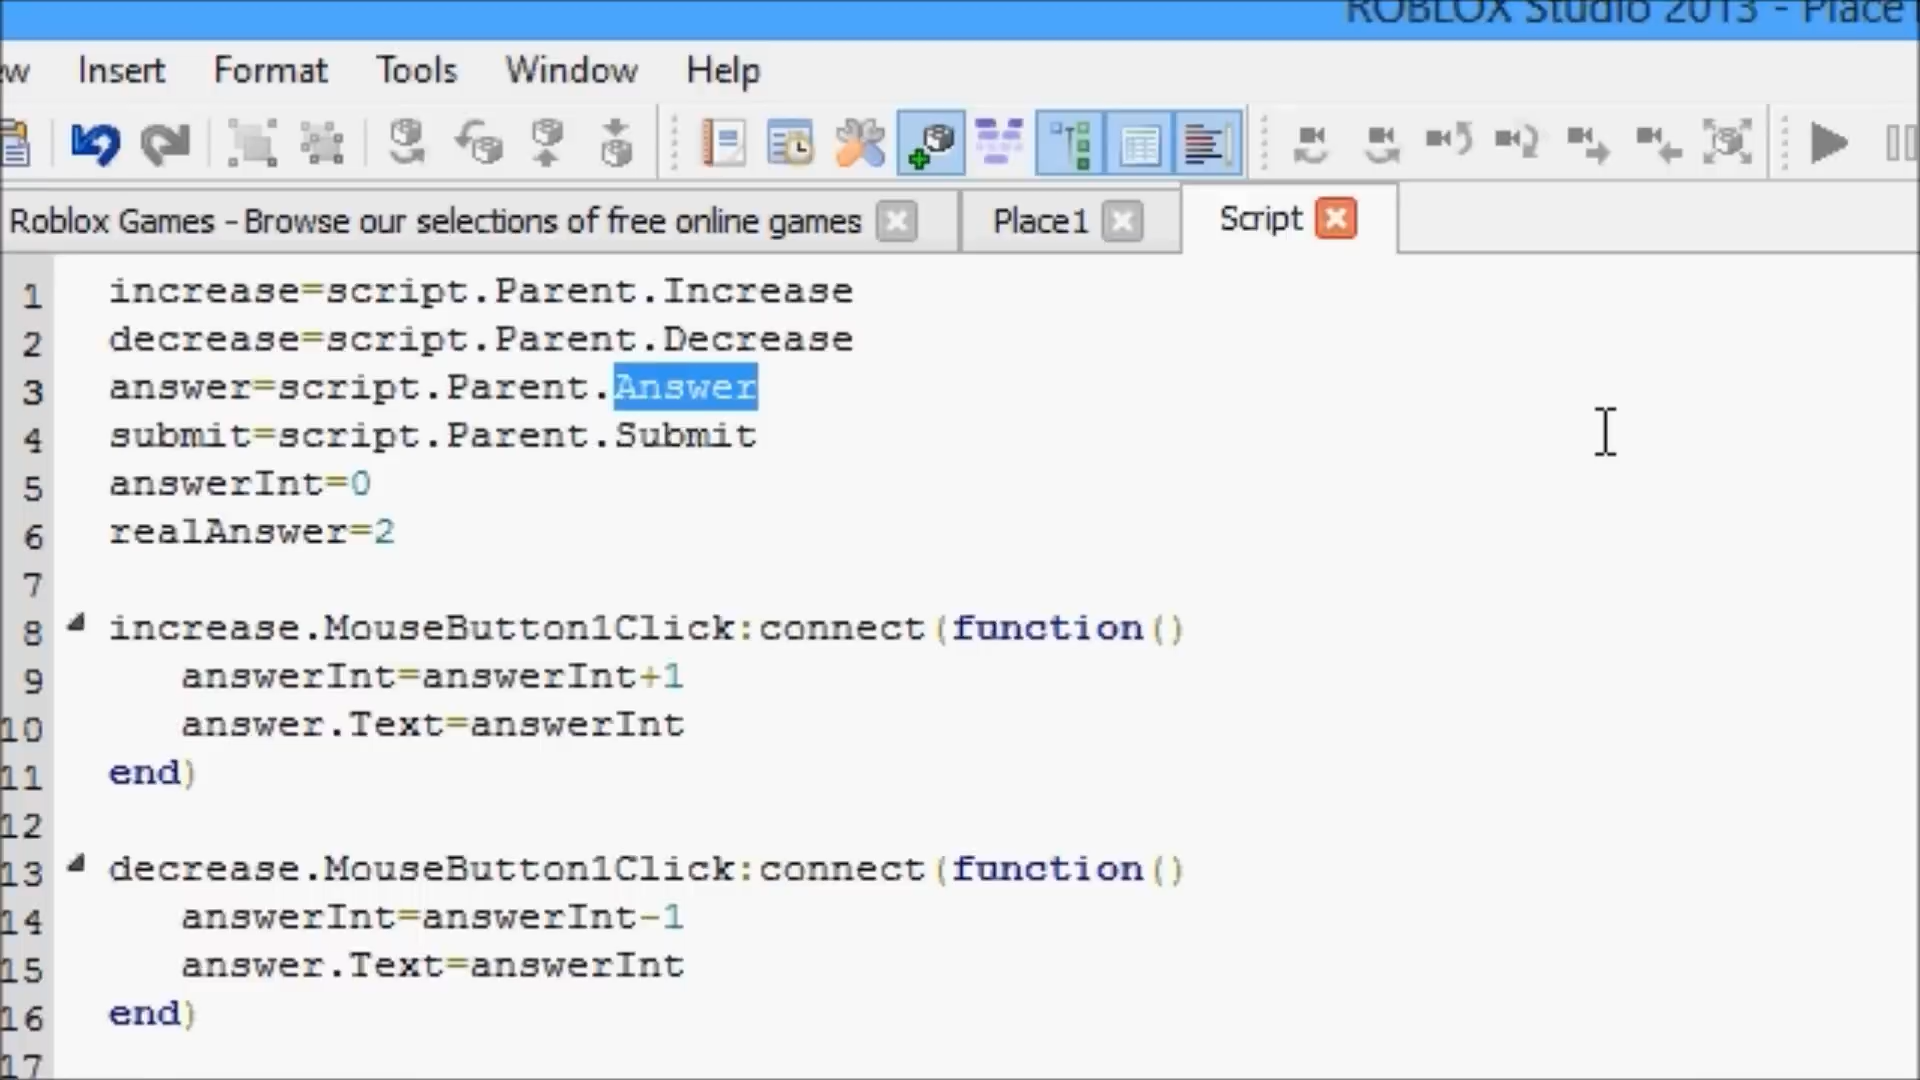 ROBLOX Studio 2013 - Place
Insert Format Tools Window Help
Roblox Games - Browse our selections of free online games Place1 Script
1 increase=script.Parent.Increase
2 decrease=script.Parent.Decrease
3 answer=script.Parent.Answer
4 submit=script.Parent.Submit
5 answerInt=0
6 realAnswer=2
7
8 increase.MouseButton1Click:connect(function()
9 answerInt=answerInt+1
10 answer.Text=answerInt
11 end)
12
13 decrease.MouseButton1Click:connect(function()
14 answerInt=answerInt-1
15 answer.Text=answerInt
16 end)
17